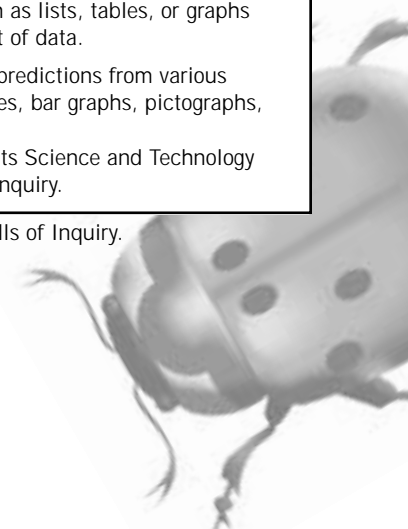 n as lists, tables, or graphs
t of data.
predictions from various
es, bar graphs, pictographs,
ts Science and Technology
nquiry.
lls of Inquiry.